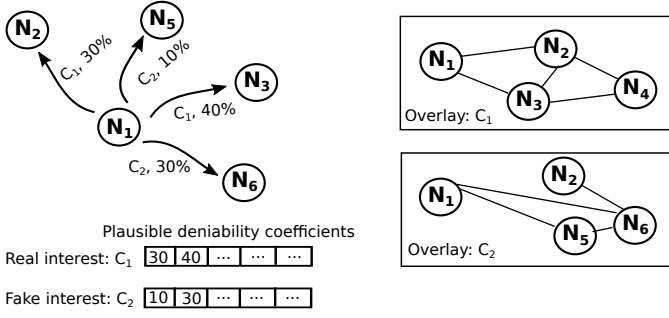 N₂
N₅
C₁, 30%
C₂, 10%
N₃
C₁, 40%
N₁
C₂, 30%
N₆
Plausible deniability coefficients
Real interest: C₁ 30 40 ... ... ...
Fake interest: C₂ 10 30 ... ... ...
N₁
N₂
N₃
N₄
Overlay: C₁
N₁
N₂
N₅
N₆
Overlay: C₂